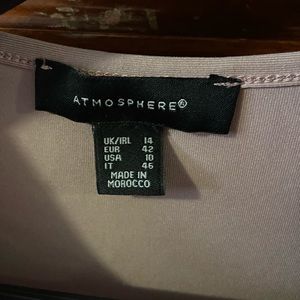 ATMOSPHERE®
UK/IRL 14
EUR 42
USA 10
IT 46
MADE IN
MOROCCO